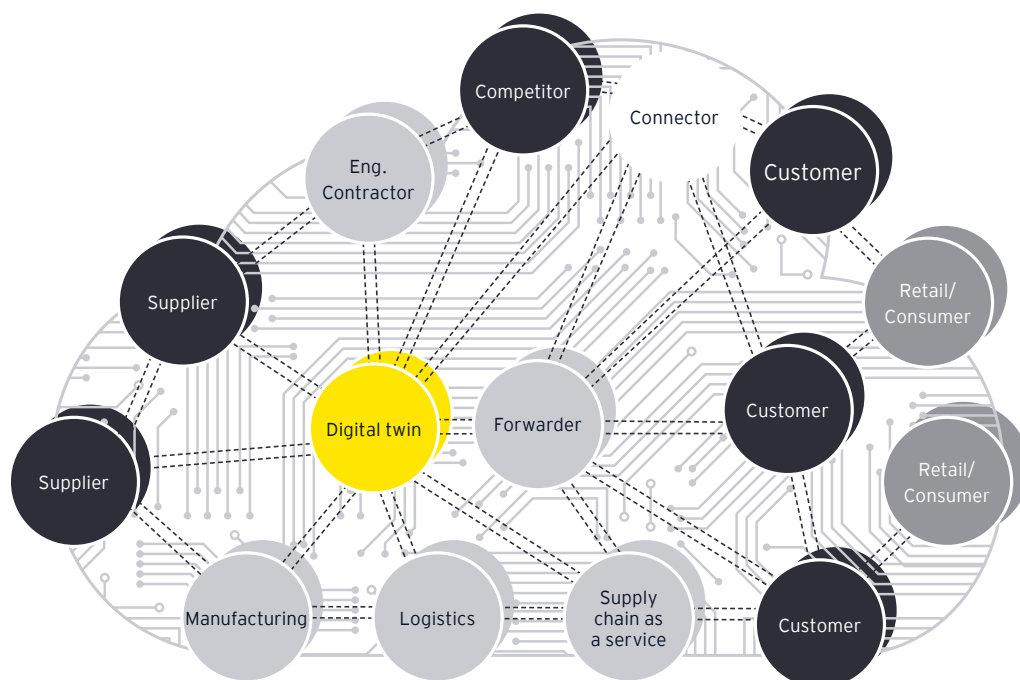 Competitor
Connector
Eng.
Contractor
Customer
Supplier
Retail/
Consumer
Digital twin
Forwarder
Customer
Supplier
Retail/
Consumer
Manufacturing
Logistics
Supply
chain as
a service
Customer